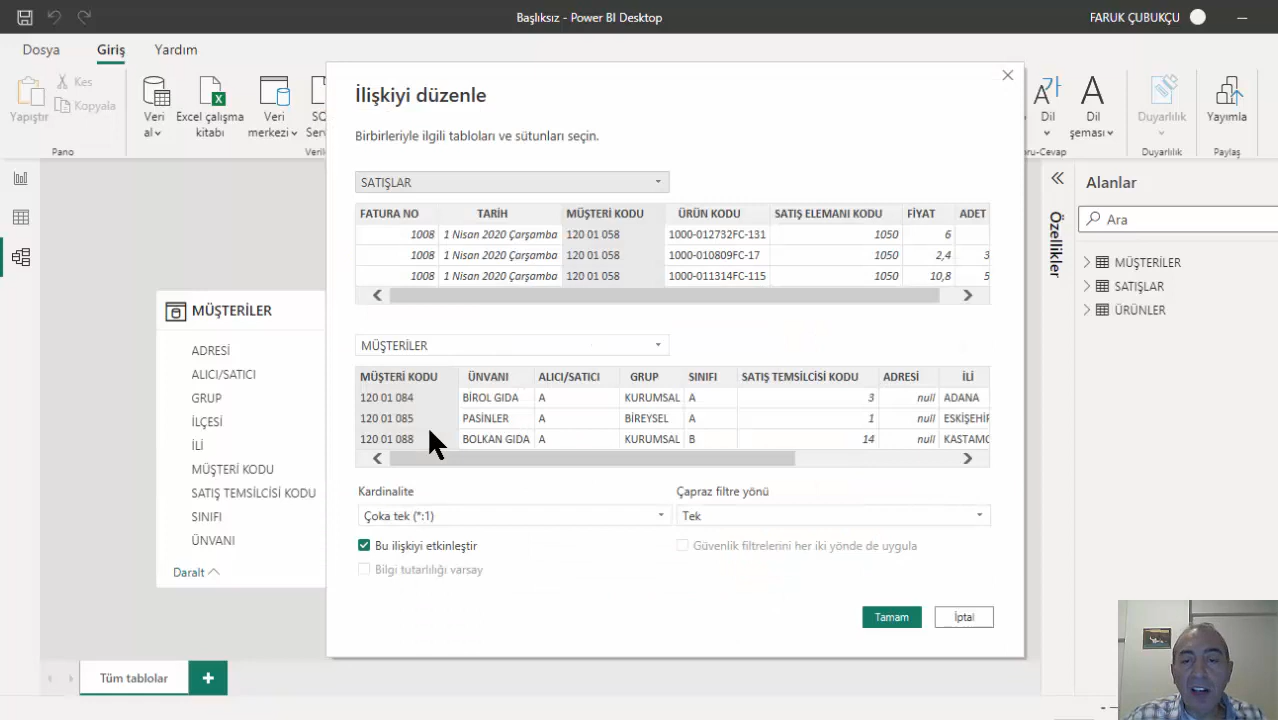 Başlıksız - Power BI Desktop
FARUK ÇUBUKÇU
Dosya Giriş Yardım
Yapıştır
Kes
Kopyala
Pano
Veri al
Excel çalışma kitabı
Veri merkezi
Dil
Dil şeması
Duyarlılık
Yayımla
Duyarlılık
Paylaş
İlişkiyi düzenle
Birbirleriyle ilgili tabloları ve sütunları seçin.
SATIŞLAR
FATURA NO TARİH MÜŞTERİ KODU ÜRÜN KODU SATIŞ ELEMANI KODU FİYAT ADET
1008 1 Nisan 2020 Çarşamba 120 01 058 1000-012732FC-131 1050 6
1008 1 Nisan 2020 Çarşamba 120 01 058 1000-010809FC-17 1050 2,4 3
1008 1 Nisan 2020 Çarşamba 120 01 058 1000-011314FC-115 1050 10,8 5
MÜŞTERİLER
MÜŞTERİ KODU ÜNVANI ALICI/SATICI GRUP SINIFI SATIŞ TEMSİLCİSİ KODU ADRESİ İLİ
120 01 084 BİROL GIDA A KURUMSAL A 3 null ADANA
120 01 085 PASİNLER A BİREYSEL A 1 null ESKİŞEHİR
120 01 088 BOLKAN GIDA A KURUMSAL B 14 null KASTAMO
Kardinalite
Çoka tek (*:1)
Çapraz filtre yönü
Tek
Bu ilişkiyi etkinleştir
Güvenlik filtrelerini her iki yönde de uygula
Bilgi tutarlılığı varsay
Tamam İptal
MÜŞTERİLER
ADRESİ
ALICI/SATICI
GRUP
İLÇESİ
İLİ
MÜŞTERİ KODU
SATIŞ TEMSİLCİSİ KODU
SINIFI
ÜNVANI
Daralt
Özellikler
Alanlar
Ara
MÜŞTERİLER
SATIŞLAR
ÜRÜNLER
Tüm tablolar